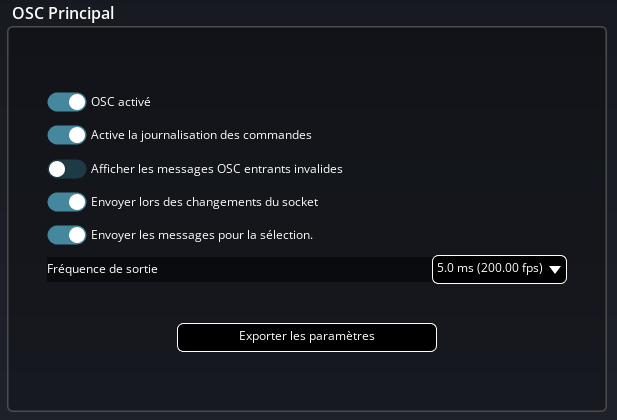 OSC Principal
OSC activé
Active la journalisation des commandes
Afficher les messages OSC entrants invalides
Envoyer lors des changements du socket
Envoyer les messages pour la sélection.
Fréquence de sortie 5.0 ms (200.00 fps)
Exporter les paramètres